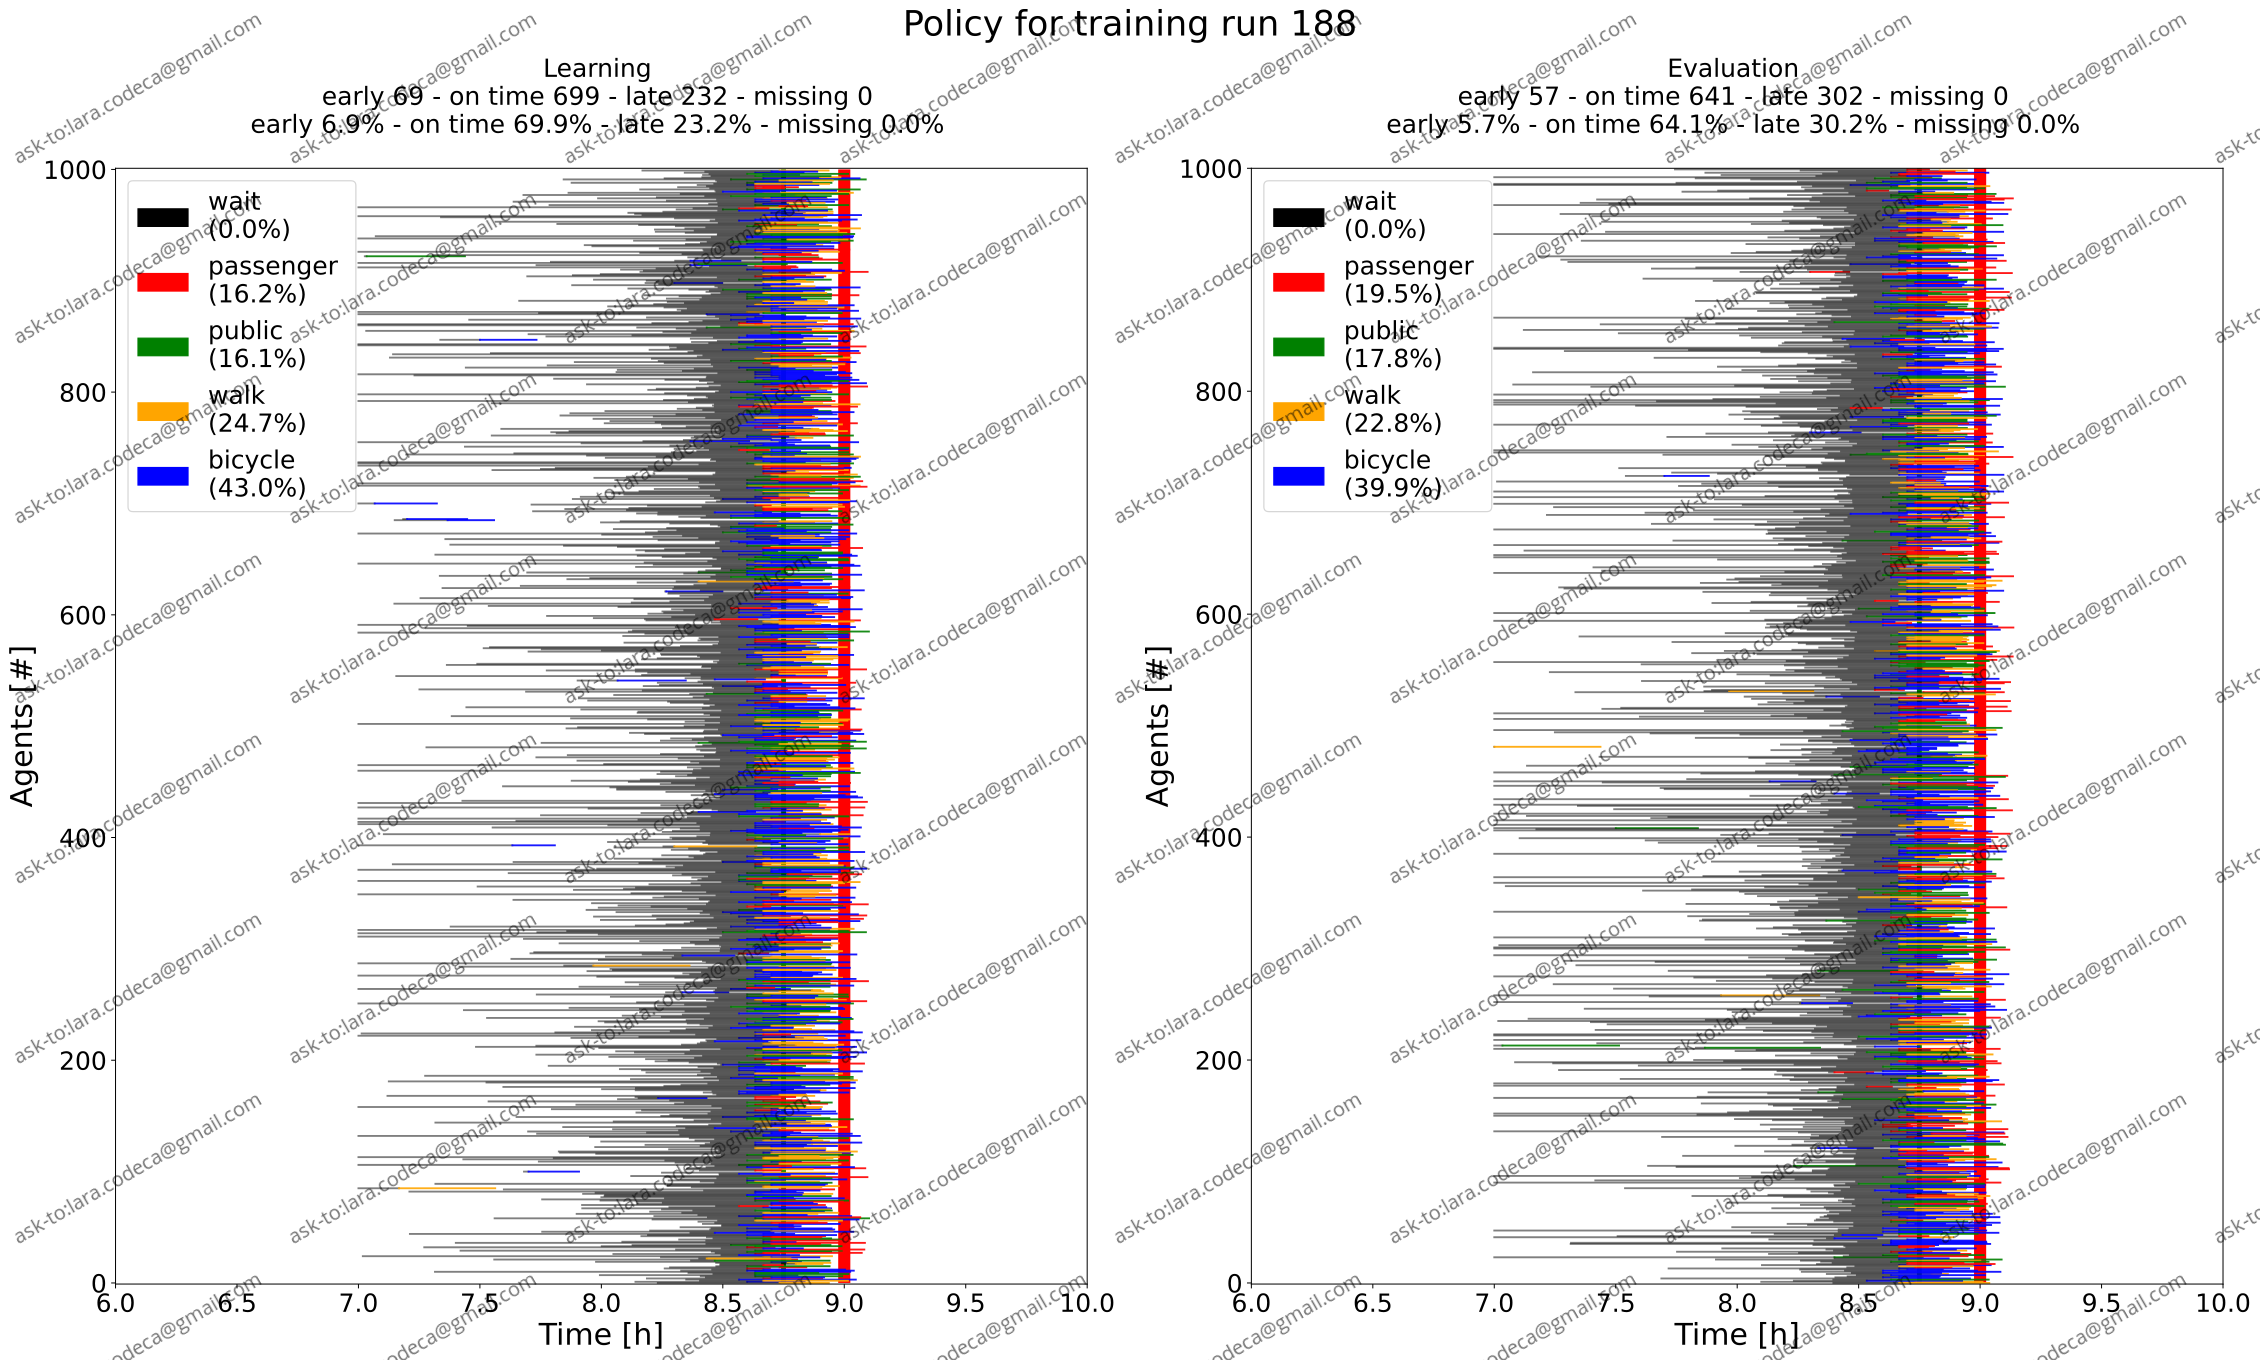 Policy for training run 188
Learning
early 69 - on time 699 - late 232 - missing 0
early 6.9% - on time 69.9% - late 23.2% - missing 0.0%
1000
800
600
400
200
0
Agents [#]
wait
(0.0%)
passenger
(16.2%)
public
(16.1%)
walk
(24.7%)
bicycle
(43.0%)
6.0 6.5 7.0 7.5 8.0 8.5 9.0 9.5 10.0
Time [h]
Evaluation
early 57 - on time 641 - late 302 - missing 0
early 5.7% - on time 64.1% - late 30.2% - missing 0.0%
1000
800
600
400
200
0
Agents [#]
wait
(0.0%)
passenger
(19.5%)
public
(17.8%)
walk
(22.8%)
bicycle
(39.9%)
6.0 6.5 7.0 7.5 8.0 8.5 9.0 9.5 10.0
Time [h]
ask-to:lara.codeca@gmail.com